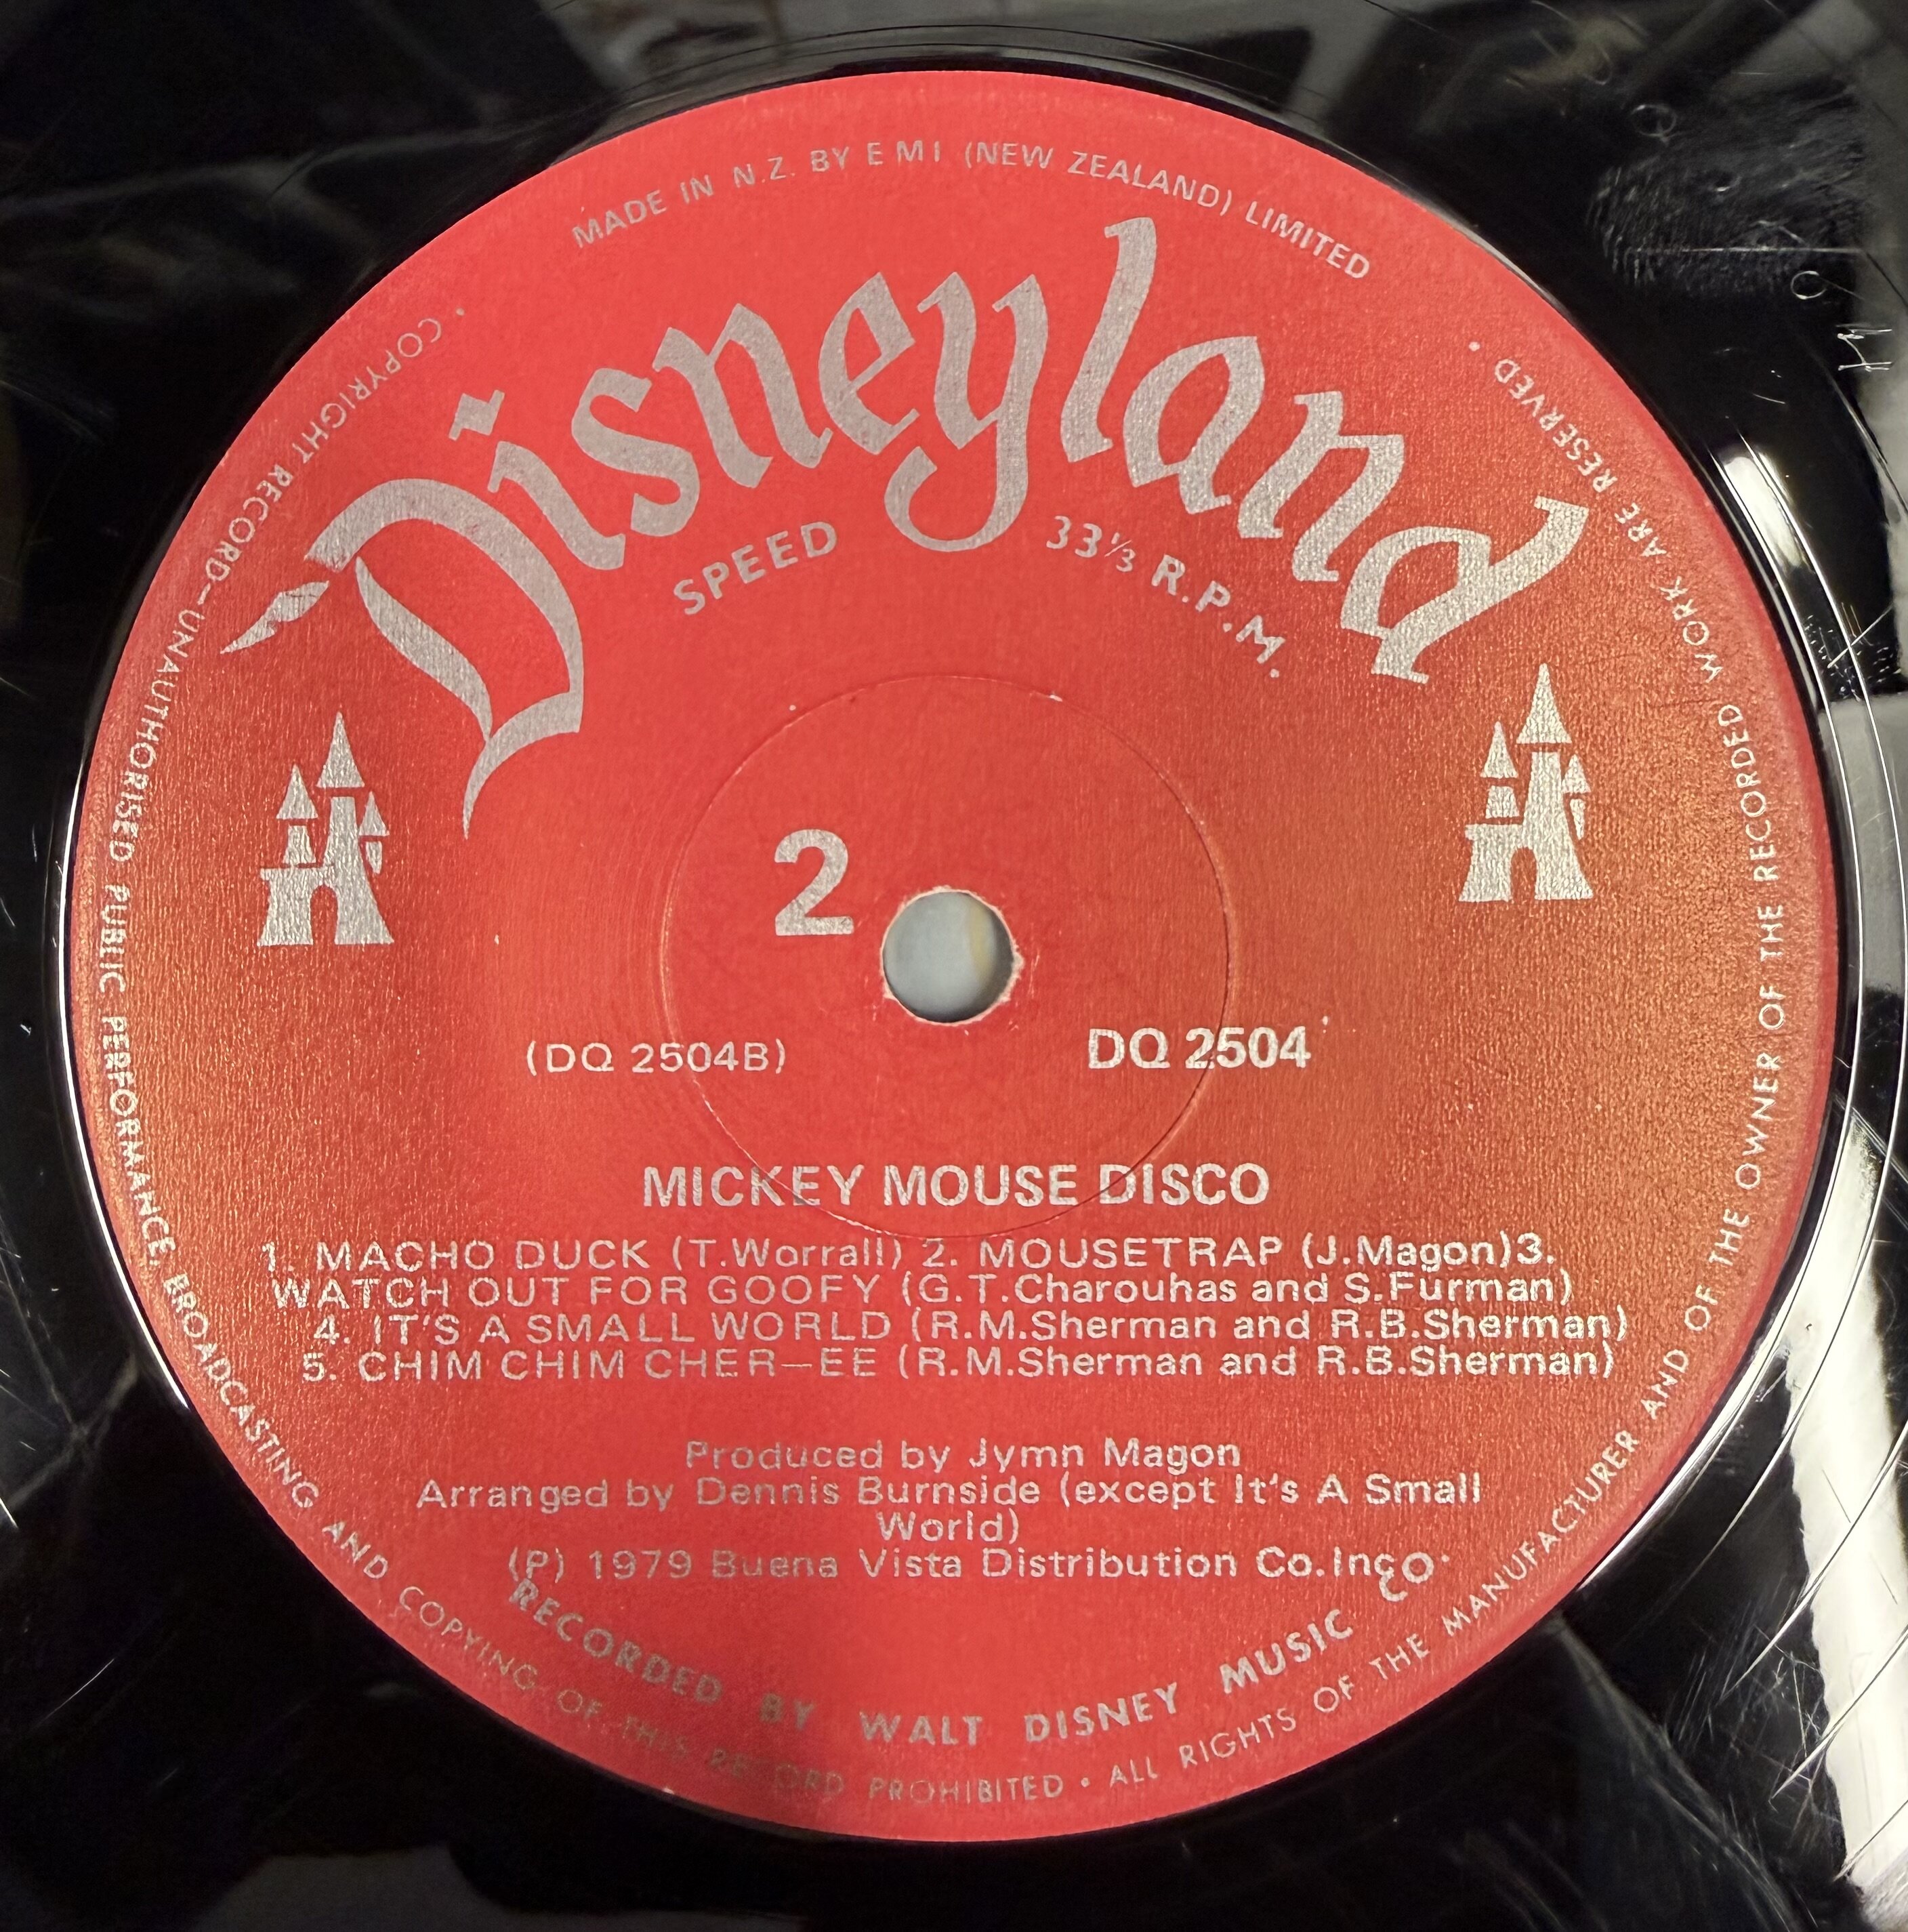 MADE IN N.Z. BY E M I (NEW ZEALAND) LIMITED
Disneyland
SPEED 33⅓ R.P.M.
2
(DQ 2504B) DQ 2504
MICKEY MOUSE DISCO
1. MACHO DUCK (T.Worrall) 2. MOUSETRAP (J.Magon)3.
WATCH OUT FOR GOOFY (G.T.Charouhas and S.Furman)
4. IT'S A SMALL WORLD (R.M.Sherman and R.B.Sherman)
5. CHIM CHIM CHER—EE (R.M.Sherman and R.B.Sherman)
Produced by Jymn Magon
Arranged by Dennis Burnside (except It's A Small
World)
(P) 1979 Buena Vista Distribution Co.Inc
RECORDED BY WALT DISNEY MUSIC CO.
• COPYRIGHT RECORD—UNAUTHORISED PUBLIC PERFORMANCE, BROADCASTING AND COPYING OF THIS RECORD PROHIBITED • ALL RIGHTS OF THE MANUFACTURER AND OF THE OWNER OF THE RECORDED WORK ARE RESERVED •